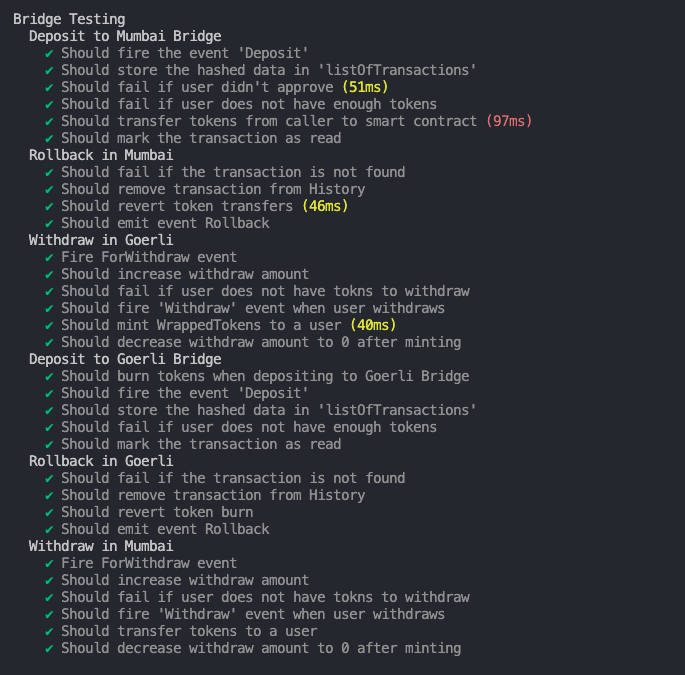 Bridge Testing
Deposit to Mumbai Bridge
✔ Should fire the event 'Deposit'
✔ Should store the hashed data in 'listOfTransactions'
✔ Should fail if user didn't approve (51ms)
✔ Should fail if user does not have enough tokens
✔ Should transfer tokens from caller to smart contract (97ms)
✔ Should mark the transaction as read
Rollback in Mumbai
✔ Should fail if the transaction is not found
✔ Should remove transaction from History
✔ Should revert token transfers (46ms)
✔ Should emit event Rollback
Withdraw in Goerli
✔ Fire ForWithdraw event
✔ Should increase withdraw amount
✔ Should fail if user does not have tokns to withdraw
✔ Should fire 'Withdraw' event when user withdraws
✔ Should mint WrappedTokens to a user (40ms)
✔ Should decrease withdraw amount to 0 after minting
Deposit to Goerli Bridge
✔ Should burn tokens when depositing to Goerli Bridge
✔ Should fire the event 'Deposit'
✔ Should store the hashed data in 'listOfTransactions'
✔ Should fail if user does not have enough tokens
✔ Should mark the transaction as read
Rollback in Goerli
✔ Should fail if the transaction is not found
✔ Should remove transaction from History
✔ Should revert token burn
✔ Should emit event Rollback
Withdraw in Mumbai
✔ Fire ForWithdraw event
✔ Should increase withdraw amount
✔ Should fail if user does not have tokns to withdraw
✔ Should fire 'Withdraw' event when user withdraws
✔ Should transfer tokens to a user
✔ Should decrease withdraw amount to 0 after minting